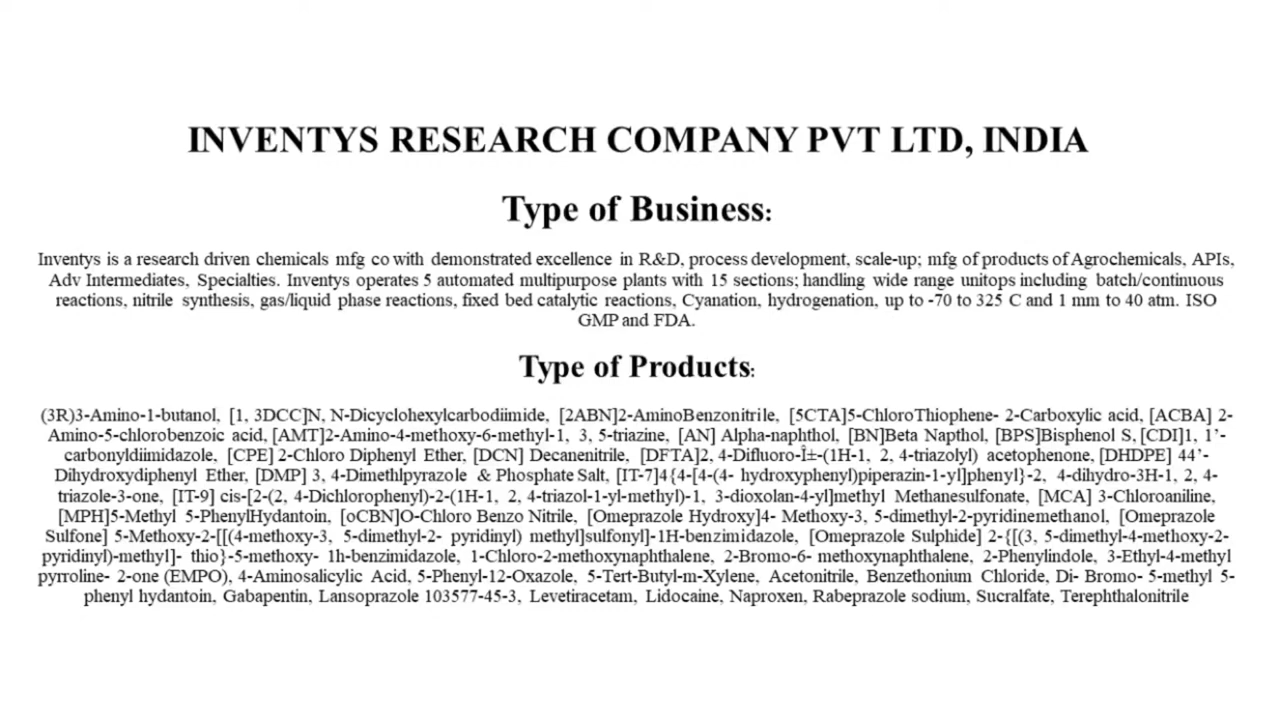 INVENTYS RESEARCH COMPANY PVT LTD, INDIA
Type of Business:
Inventys is a research driven chemicals mfg co with demonstrated excellence in R&D, process development, scale-up; mfg of products of Agrochemicals, APIs,
Adv Intermediates, Specialties. Inventys operates 5 automated multipurpose plants with 15 sections; handling wide range unitops including batch/continuous
reactions, nitrile synthesis, gas/liquid phase reactions, fixed bed catalytic reactions, Cyanation, hydrogenation, up to -70 to 325 C and 1 mm to 40 atm. ISO
GMP and FDA.
Type of Products:
(3R)3-Amino-1-butanol, [1, 3DCC]N, N-Dicyclohexylcarbodiimide, [2ABN]2-AminoBenzonitrile, [5CTA]5-ChloroThiophene- 2-Carboxylic acid, [ACBA] 2-
Amino-5-chlorobenzoic acid, [AMT]2-Amino-4-methoxy-6-methyl-1, 3, 5-triazine, [AN] Alpha-naphthol, [BN]Beta Napthol, [BPS]Bisphenol S, [CDI]1, 1’-
carbonyldiimidazole, [CPE] 2-Chloro Diphenyl Ether, [DCN] Decanenitrile, [DFTA]2, 4-Difluoro-Î±-(1H-1, 2, 4-triazolyl) acetophenone, [DHDPE] 44’-
Dihydroxydiphenyl Ether, [DMP] 3, 4-Dimethlpyrazole & Phosphate Salt, [IT-7]4{4-[4-(4- hydroxyphenyl)piperazin-1-yl]phenyl}-2, 4-dihydro-3H-1, 2, 4-
triazole-3-one, [IT-9] cis-[2-(2, 4-Dichlorophenyl)-2-(1H-1, 2, 4-triazol-1-yl-methyl)-1, 3-dioxolan-4-yl]methyl Methanesulfonate, [MCA] 3-Chloroaniline,
[MPH]5-Methyl 5-PhenylHydantoin, [oCBN]O-Chloro Benzo Nitrile, [Omeprazole Hydroxy]4- Methoxy-3, 5-dimethyl-2-pyridinemethanol, [Omeprazole
Sulfone] 5-Methoxy-2-[[(4-methoxy-3, 5-dimethyl-2- pyridinyl) methyl]sulfonyl]-1H-benzimidazole, [Omeprazole Sulphide] 2-{[(3, 5-dimethyl-4-methoxy-2-
pyridinyl)-methyl]- thio}-5-methoxy- 1h-benzimidazole, 1-Chloro-2-methoxynaphthalene, 2-Bromo-6- methoxynaphthalene, 2-Phenylindole, 3-Ethyl-4-methyl
pyrroline- 2-one (EMPO), 4-Aminosalicylic Acid, 5-Phenyl-12-Oxazole, 5-Tert-Butyl-m-Xylene, Acetonitrile, Benzethonium Chloride, Di- Bromo- 5-methyl 5-
phenyl hydantoin, Gabapentin, Lansoprazole 103577-45-3, Levetiracetam, Lidocaine, Naproxen, Rabeprazole sodium, Sucralfate, Terephthalonitrile